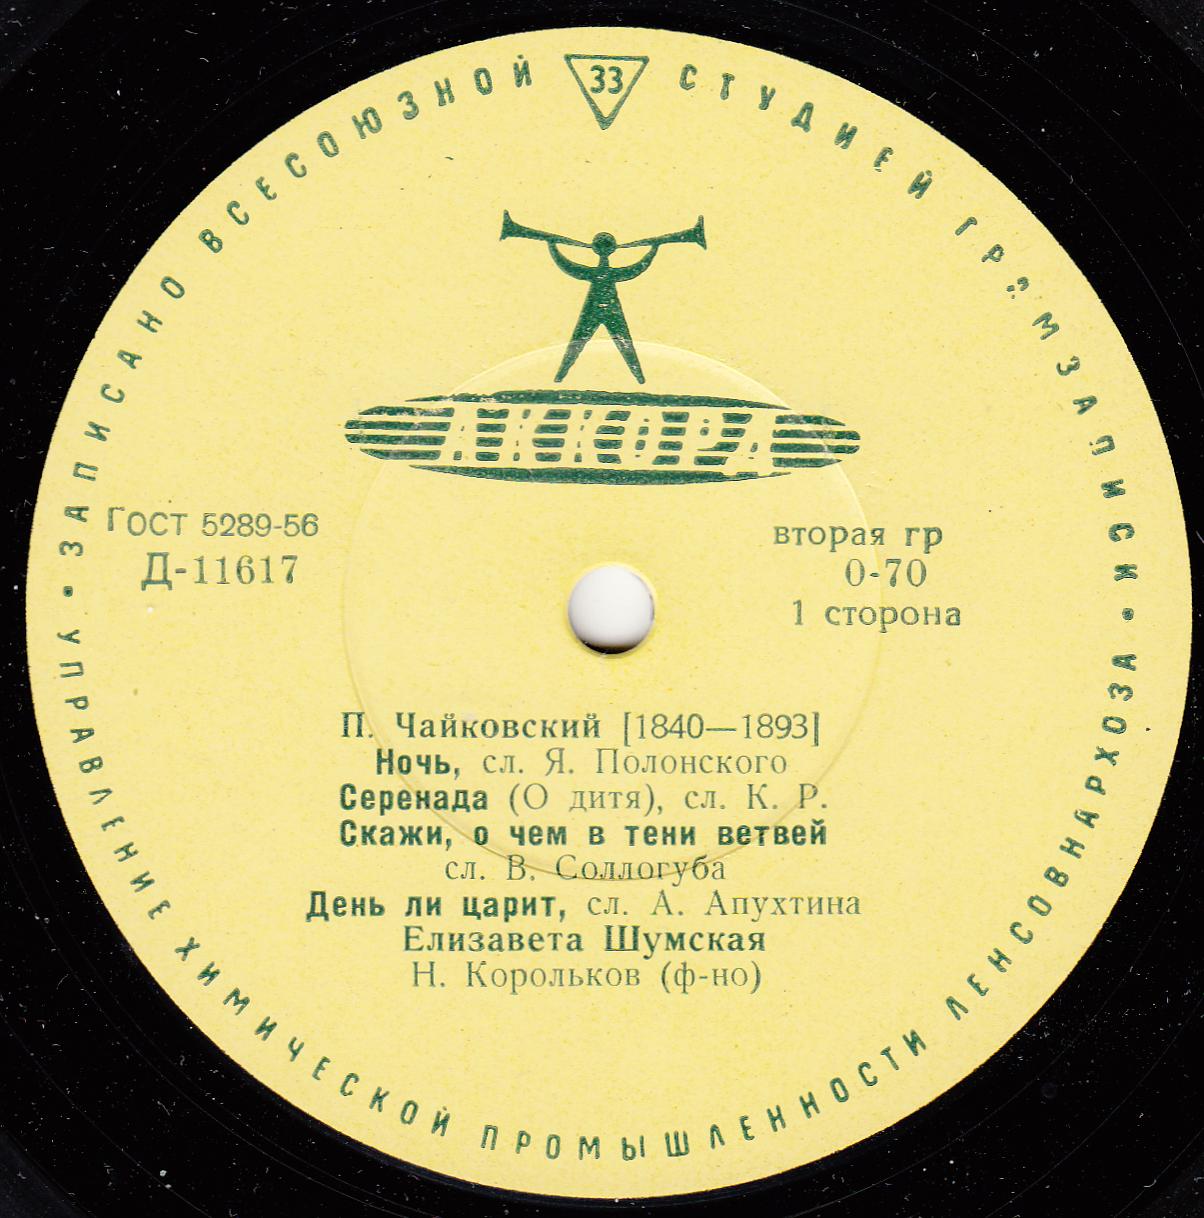 ЗАПИСАНО ВСЕСОЮЗНОЙ СТУДИЕЙ ГРАМЗАПИСИ • УПРАВЛЕНИЕ ХИМИЧЕСКОЙ ПРОМЫШЛЕННОСТИ ЛЕНСОВНАРХОЗА •
33
АККОРД
ГОСТ 5289-56
Д-11617
вторая гр
0-70
1 сторона
П. Чайковский [1840—1893]
Ночь, сл. Я. Полонского
Серенада (О дитя), сл. К. Р.
Скажи, о чем в тени ветвей
сл. В. Соллогуба
День ли царит, сл. А. Апухтина
Елизавета Шумская
Н. Корольков (ф-но)